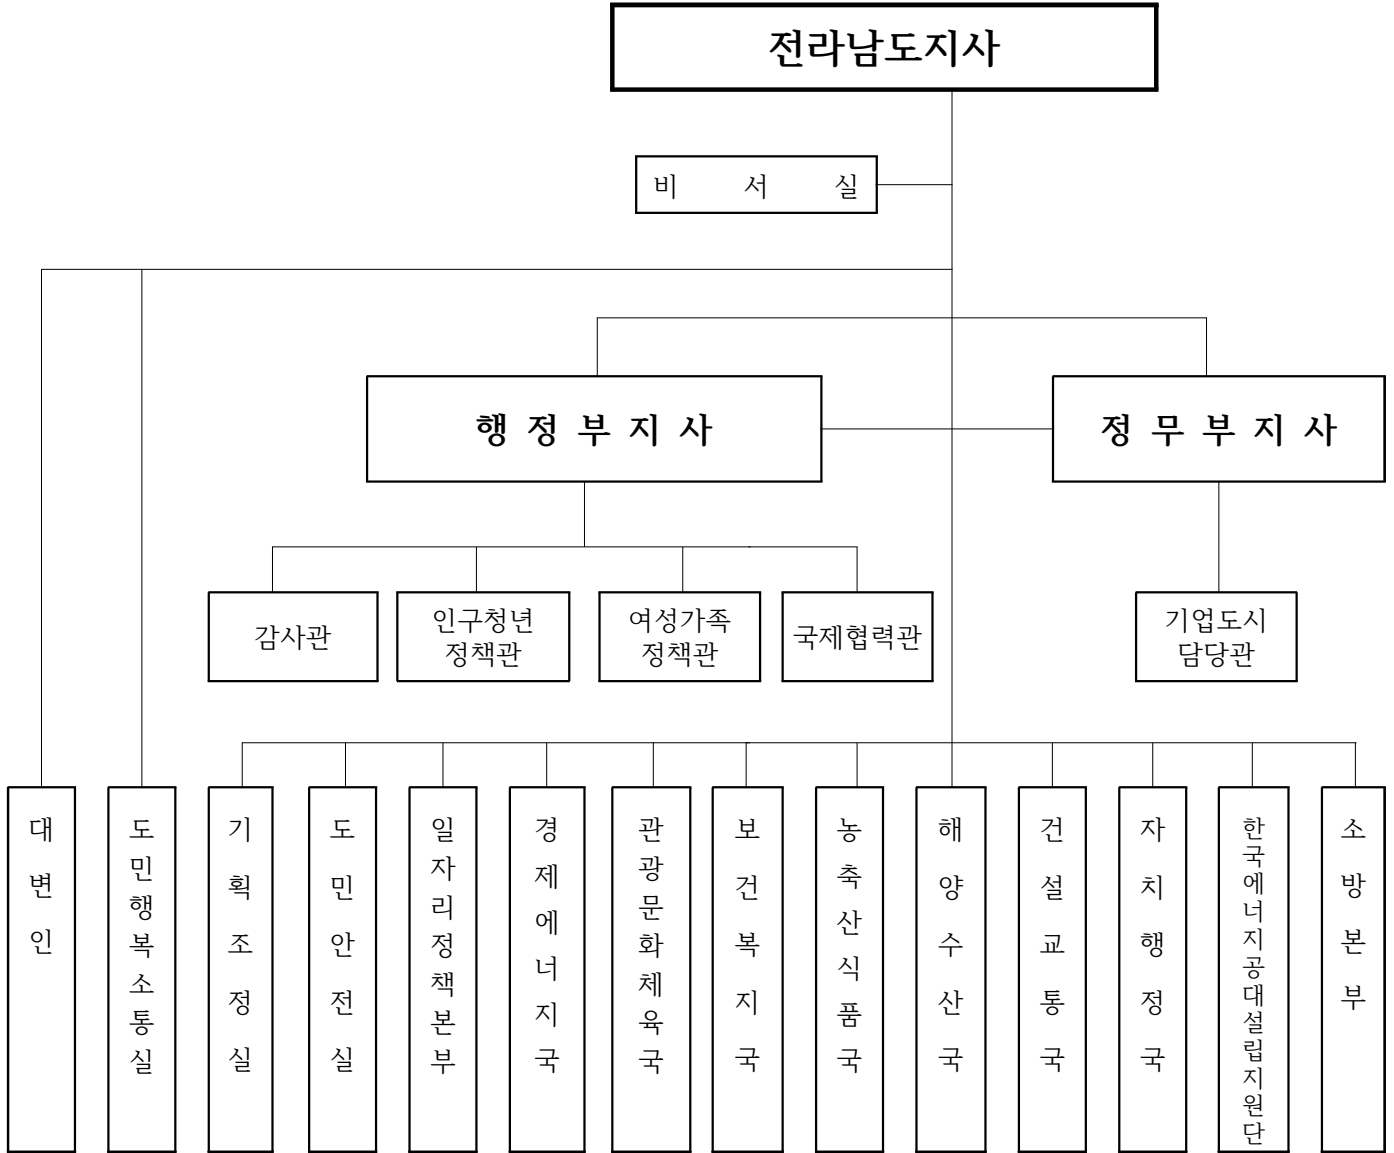 전라남도지사
비 서 실
행 정 부 지 사
정 무 부 지 사
감사관
인구청년
정책관
여성가족
정책관
국제협력관
기업도시
담당관
대변인
도민행복소통실
기획조정실
도민안전실
일자리정책본부
경제에너지국
관광문화체육국
보건복지국
농축산식품국
해양수산국
건설교통국
자치행정국
한국에너지공대설립지원단
소방본부